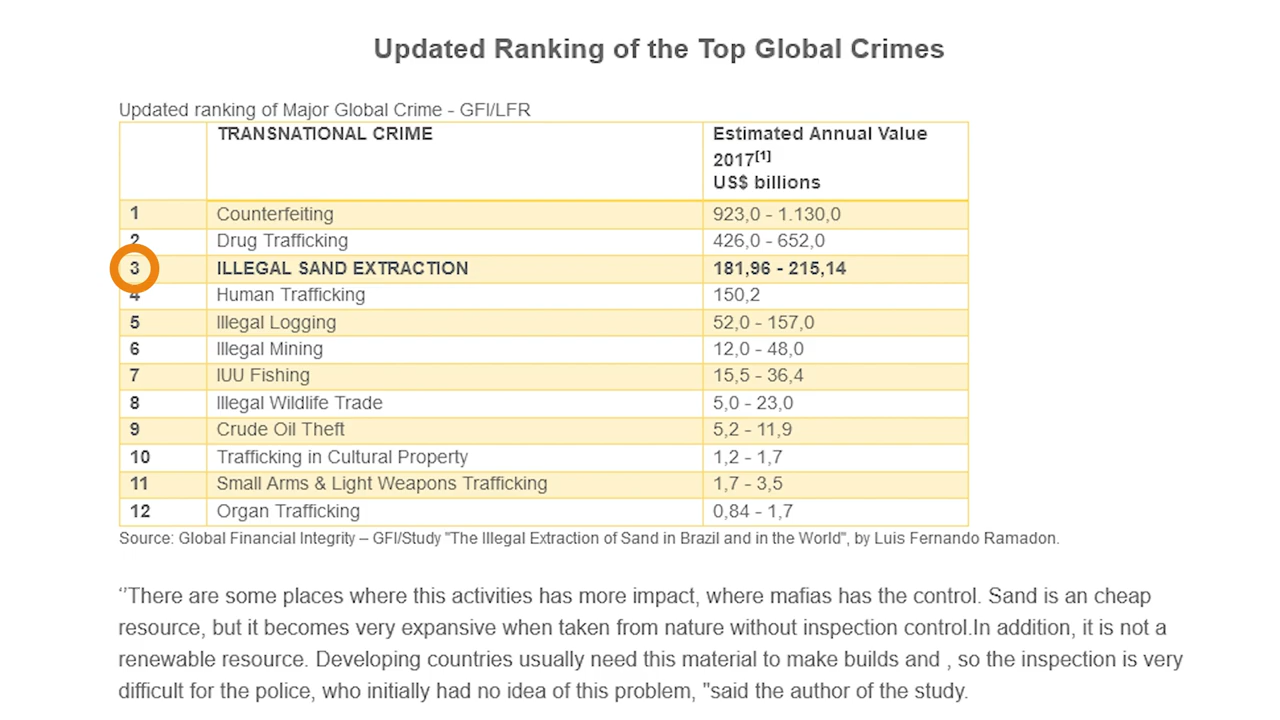 Updated Ranking of the Top Global Crimes
Updated ranking of Major Global Crime - GFI/LFR
TRANSNATIONAL CRIME Estimated Annual Value
2017[1]
US$ billions
1 Counterfeiting 923,0 - 1.130,0
2 Drug Trafficking 426,0 - 652,0
3 ILLEGAL SAND EXTRACTION 181,96 - 215,14
4 Human Trafficking 150,2
5 Illegal Logging 52,0 - 157,0
6 Illegal Mining 12,0 - 48,0
7 IUU Fishing 15,5 - 36,4
8 Illegal Wildlife Trade 5,0 - 23,0
9 Crude Oil Theft 5,2 - 11,9
10 Trafficking in Cultural Property 1,2 - 1,7
11 Small Arms & Light Weapons Trafficking 1,7 - 3,5
12 Organ Trafficking 0,84 - 1,7
Source: Global Financial Integrity – GFI/Study "The Illegal Extraction of Sand in Brazil and in the World", by Luis Fernando Ramadon.
‘’There are some places where this activities has more impact, where mafias has the control. Sand is an cheap
resource, but it becomes very expansive when taken from nature without inspection control.In addition, it is not a
renewable resource. Developing countries usually need this material to make builds and , so the inspection is very
difficult for the police, who initially had no idea of this problem, "said the author of the study.